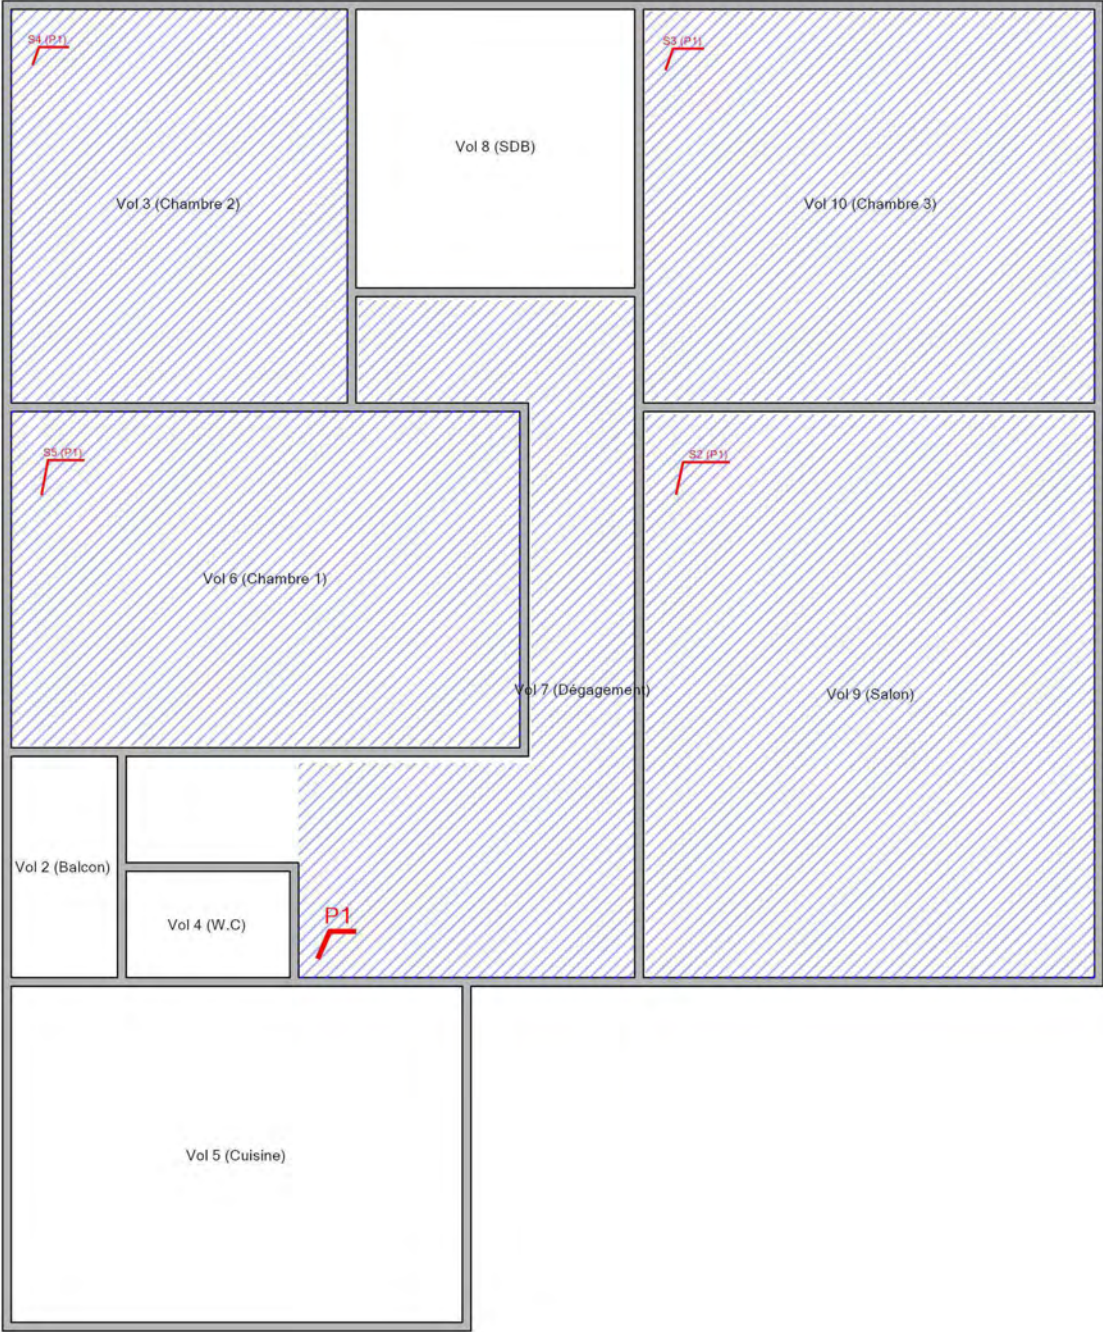 S4 (P1)
S3 (P1)
Vol 8 (SDB)
Vol 3 (Chambre 2)
Vol 10 (Chambre 3)
S5 (P1)
S2 (P1)
Vol 6 (Chambre 1)
Vol 7 (Dégagement)
Vol 9 (Salon)
Vol 2 (Balcon)
Vol 4 (W.C)
P1
Vol 5 (Cuisine)